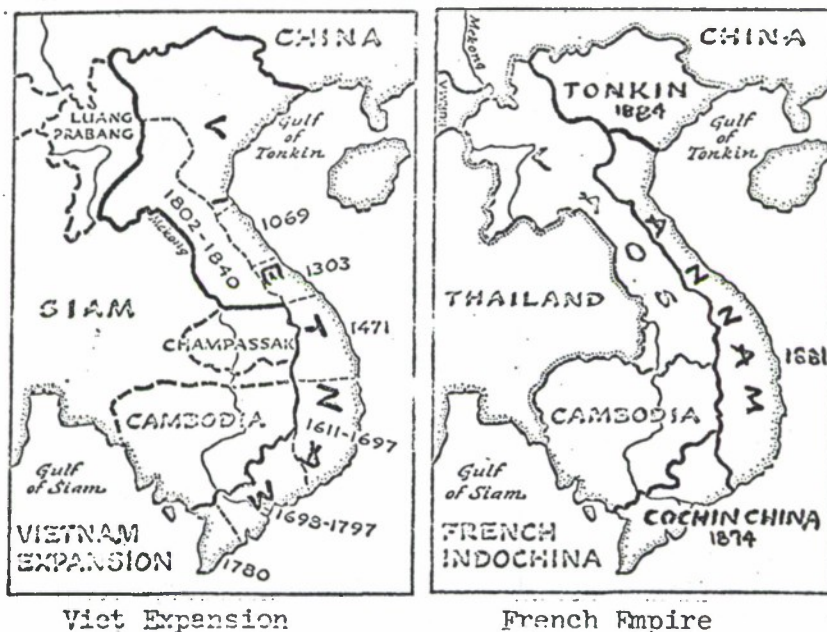 CHINA
LUANG
PRABANG
Gulf
of
Tonkin
VIETNAM
1802-1840
Mekong
1069
1303
SIAM
1471
CHAMPASSAK
CAMBODIA
1611-1697
Gulf
of Siam
1698-1797
1780
VIETNAM
EXPANSION
Viet Expansion
Mekong
CHINA
TONKIN
1884
Gulf
of Tonkin
LAOS
ANNAM
THAILAND
CAMBODIA
Gulf
of Siam
COCHIN CHINA
1874
FRENCH
INDOCHINA
French Empire